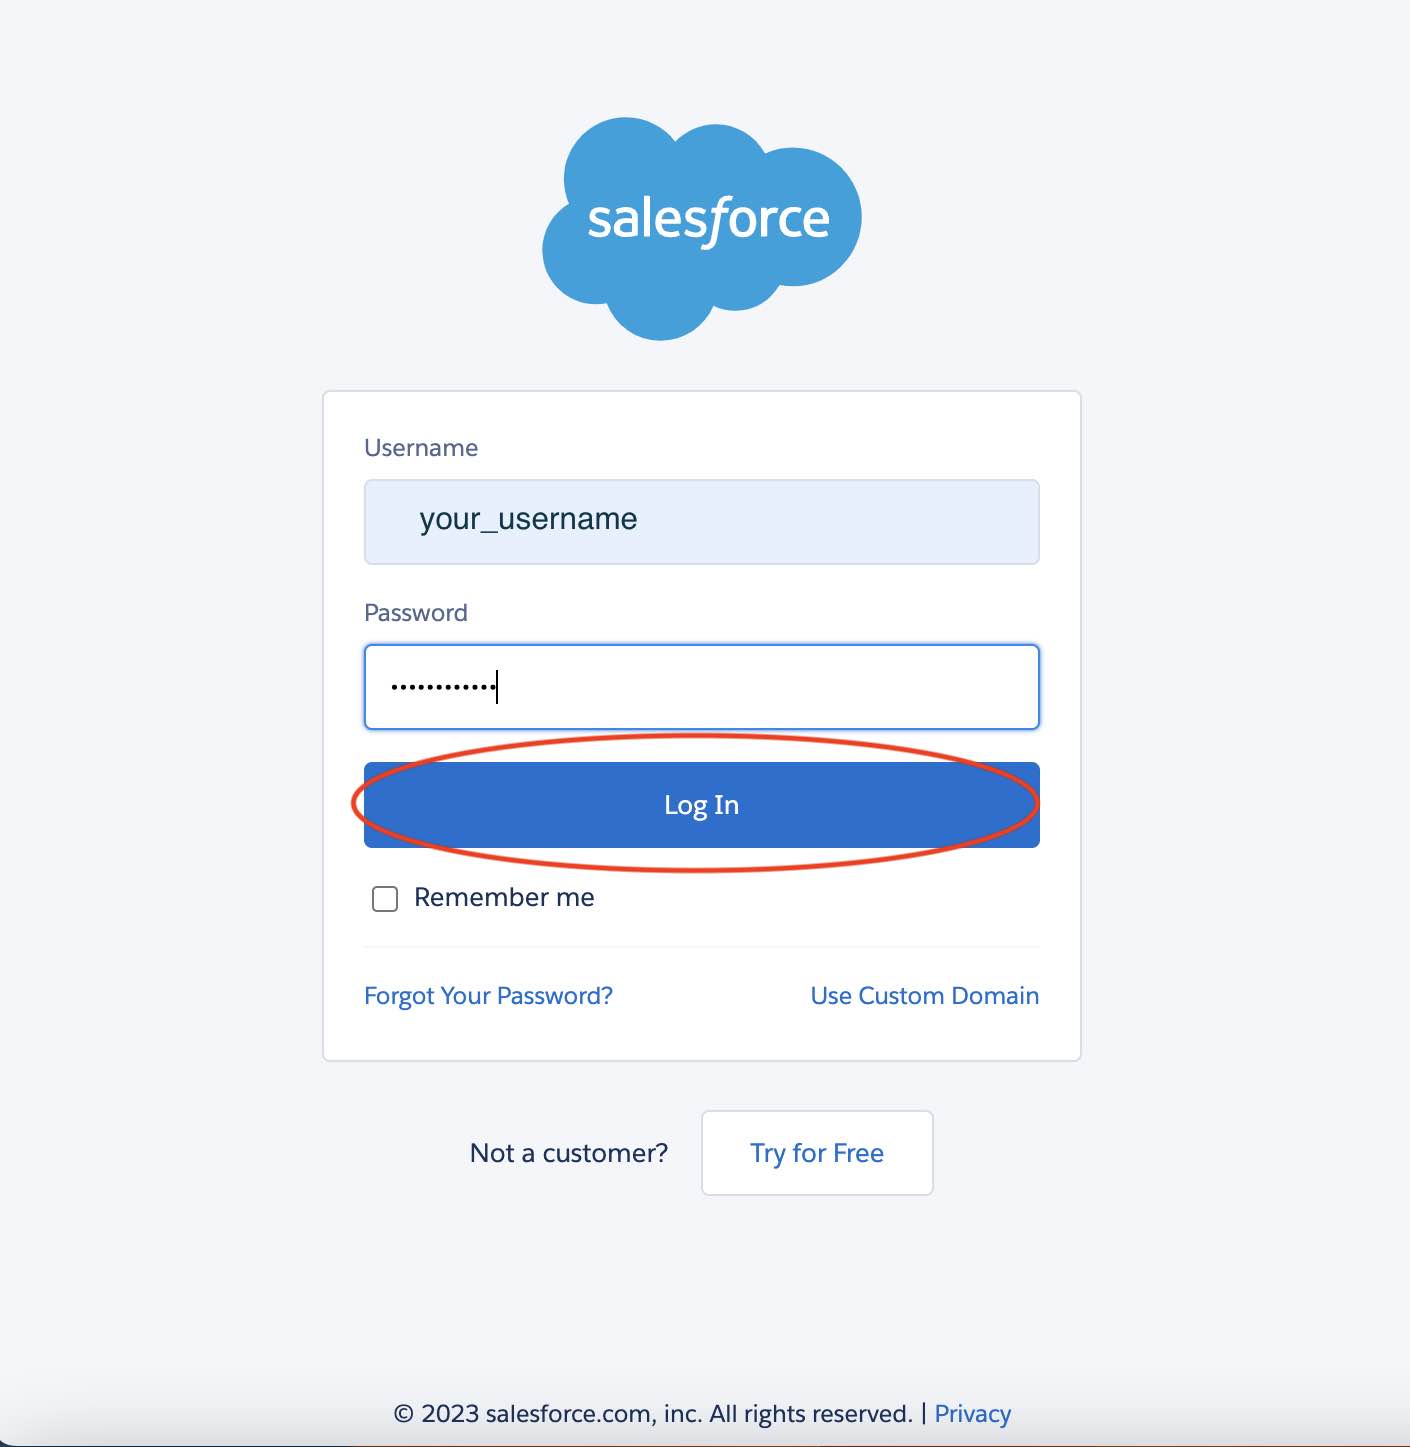 salesforce
Username
your_username
Password
••••••••••••
Log In
Remember me
Forgot Your Password? Use Custom Domain
Not a customer? Try for Free
© 2023 salesforce.com, inc. All rights reserved. | Privacy